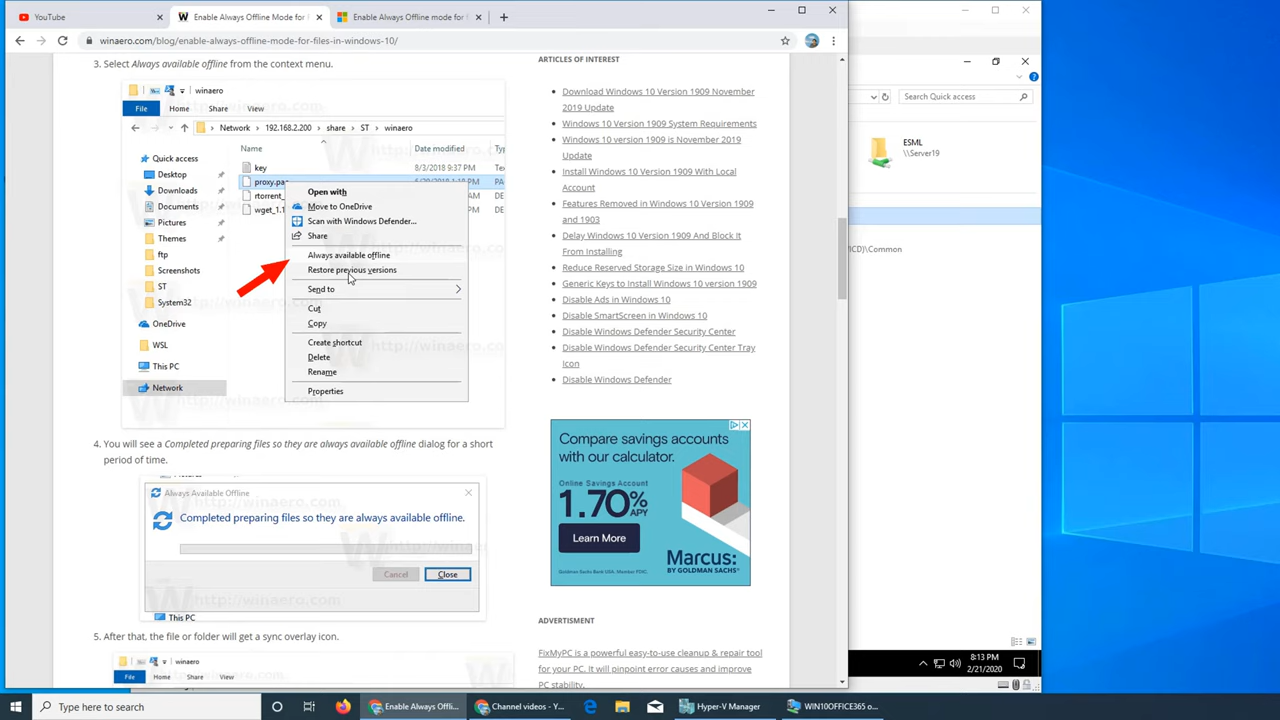 YouTube
Enable Always Offline Mode for F
Enable Always Offline mode for f
winaero.com/blog/enable-always-offline-mode-for-files-in-windows-10/
3. Select Always available offline from the context menu.
winaero
File Home Share View
Network 192.168.2.200 share ST winaero
Name Date modified
Quick access
Desktop
Downloads
Documents
Pictures
Themes
ftp
Screenshots
ST
System32
OneDrive
WSL
This PC
Network
key 8/3/2018 9:37 PM
proxy.pac
Open with
Move to OneDrive
Scan with Windows Defender...
Share
Always available offline
Restore previous versions
Send to
Cut
Copy
Create shortcut
Delete
Rename
Properties
4. You will see a Completed preparing files so they are always available offline dialog for a short
period of time.
Always Available Offline
Completed preparing files so they are always available offline.
Cancel Close
This PC
5. After that, the file or folder will get a sync overlay icon.
winaero
File Home Share View
ARTICLES OF INTEREST
Download Windows 10 Version 1909 November
2019 Update
Windows 10 Version 1909 System Requirements
Windows 10 version 1909 is November 2019
Update
Install Windows 10 Version 1909 With Local
Account
Features Removed in Windows 10 Version 1909
and 1903
Delay Windows 10 Version 1909 And Block It
From Installing
Reduce Reserved Storage Size in Windows 10
Generic Keys to Install Windows 10 version 1909
Disable Ads in Windows 10
Disable SmartScreen in Windows 10
Disable Windows Defender Security Center
Disable Windows Defender Security Center Tray
icon
Disable Windows Defender
Compare savings accounts
with our calculator.
Online Savings Account
1.70% APY
Learn More
Marcus:
BY GOLDMAN SACHS
Goldman Sachs Bank USA. Member FDIC.
ADVERTISMENT
FixMyPC is a powerful easy-to-use cleanup & repair tool
for your PC. It will pinpoint error causes and improve
PC stability.
Search Quick access
ESML
\\Server19
ICD)\Common
8:13 PM
2/21/2020
Type here to search
Enable Always Offli...
Channel videos - Y...
Hyper-V Manager
WIN10OFFICE365 o...